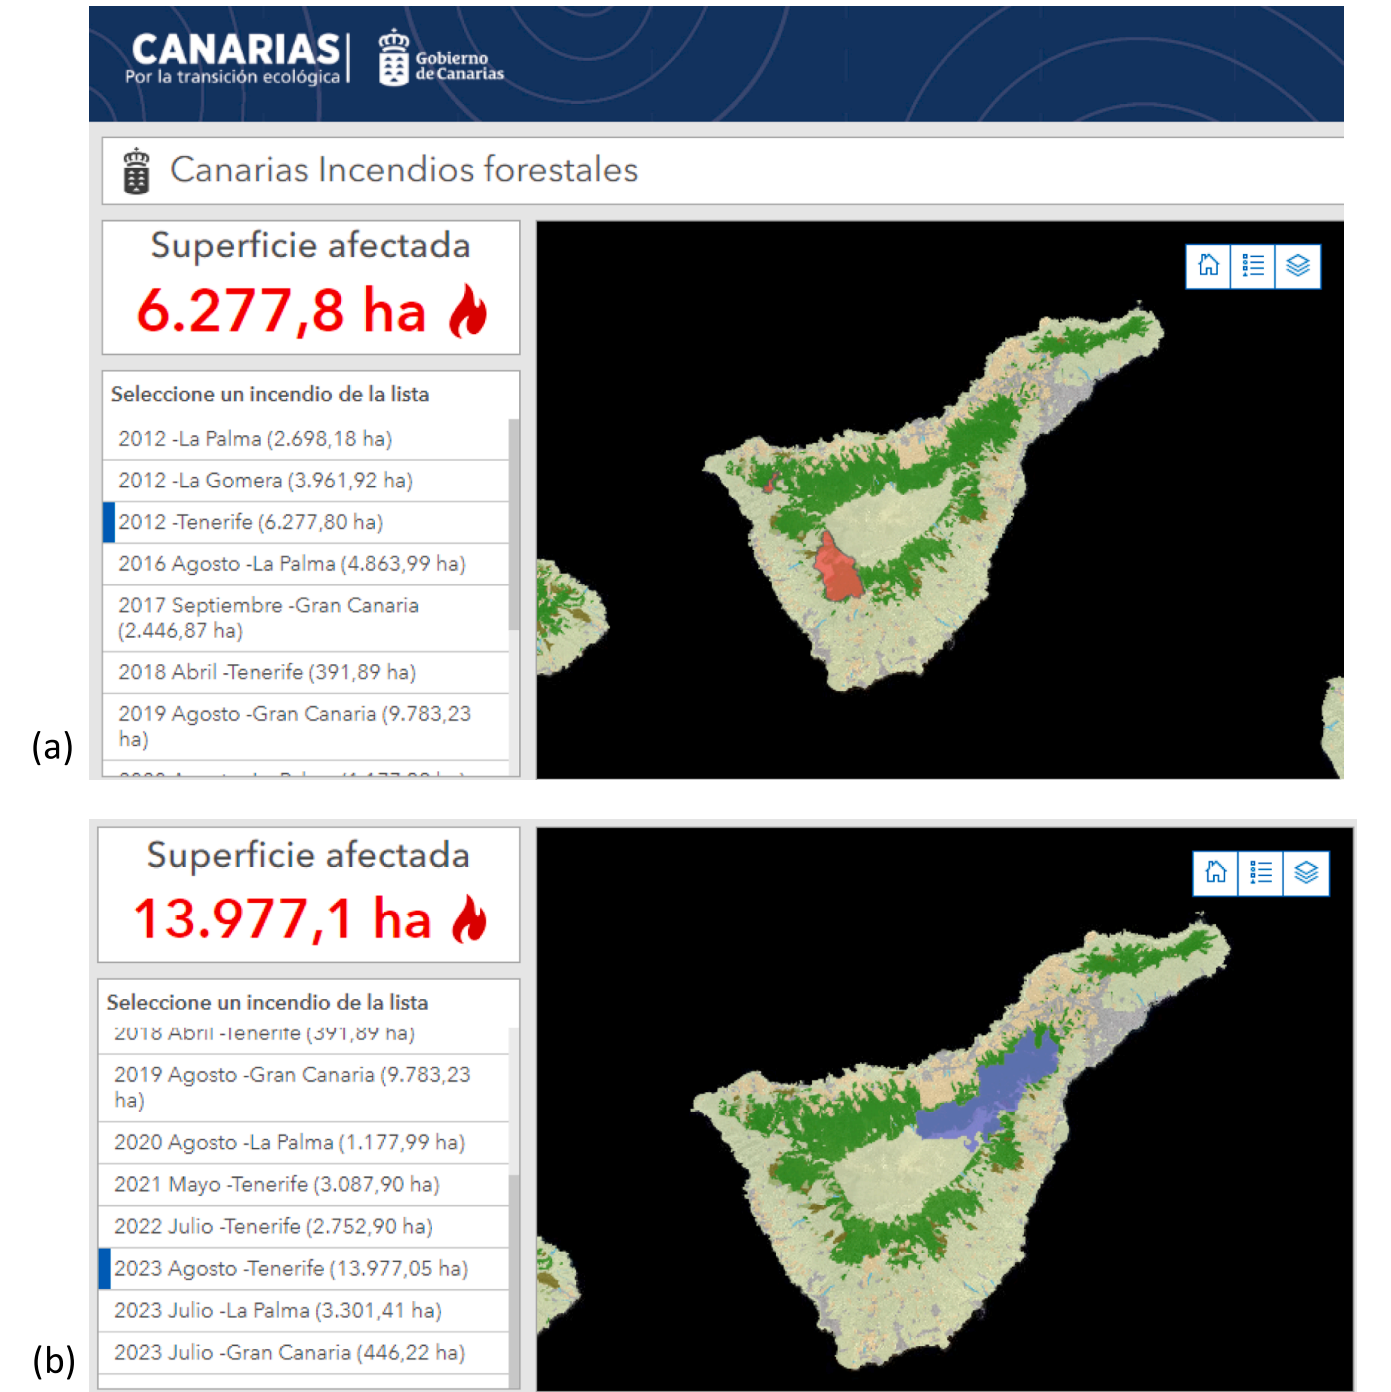 CANARIAS
Por la transición ecológica
Gobierno
de Canarias
Canarias Incendios forestales
Superficie afectada
6.277,8 ha
Seleccione un incendio de la lista
2012 -La Palma (2.698,18 ha)
2012 -La Gomera (3.961,92 ha)
2012 -Tenerife (6.277,80 ha)
2016 Agosto -La Palma (4.863,99 ha)
2017 Septiembre -Gran Canaria
(2.446,87 ha)
2018 Abril -Tenerife (391,89 ha)
2019 Agosto -Gran Canaria (9.783,23
ha)
(a)
Superficie afectada
13.977,1 ha
Seleccione un incendio de la lista
2018 Abril -Tenerife (391,89 ha)
2019 Agosto -Gran Canaria (9.783,23
ha)
2020 Agosto -La Palma (1.177,99 ha)
2021 Mayo -Tenerife (3.087,90 ha)
2022 Julio -Tenerife (2.752,90 ha)
2023 Agosto -Tenerife (13.977,05 ha)
2023 Julio -La Palma (3.301,41 ha)
2023 Julio -Gran Canaria (446,22 ha)
(b)